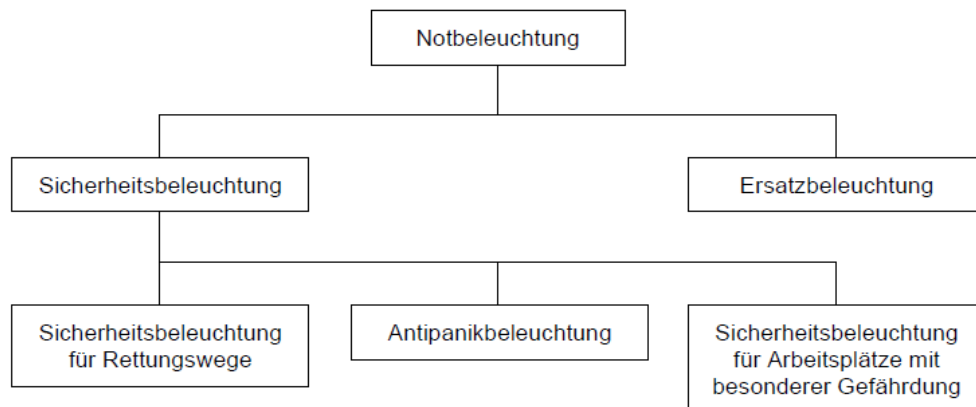 Notbeleuchtung
Sicherheitsbeleuchtung
Ersatzbeleuchtung
Sicherheitsbeleuchtung
für Rettungswege
Antipanikbeleuchtung
Sicherheitsbeleuchtung
für Arbeitsplätze mit
besonderer Gefährdung